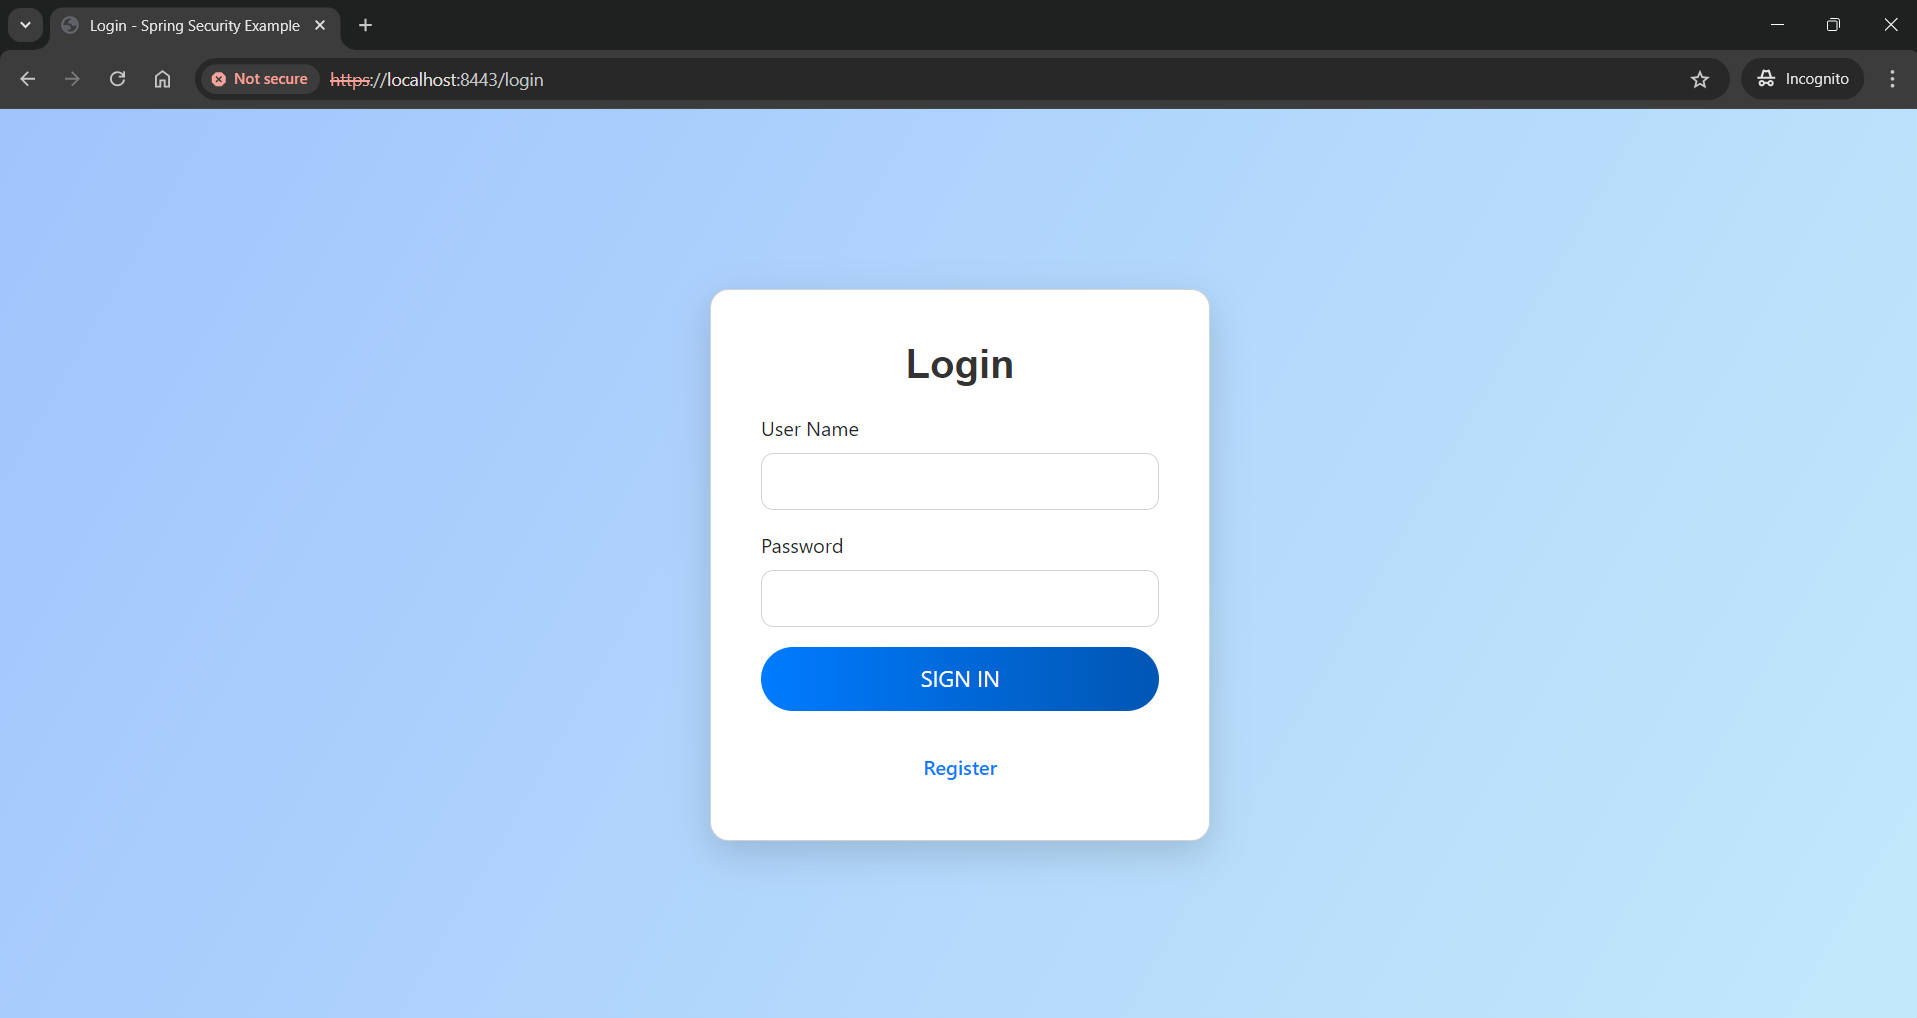 Login - Spring Security Example
Not secure https://localhost:8443/login Incognito
Login
User Name
Password
SIGN IN
Register